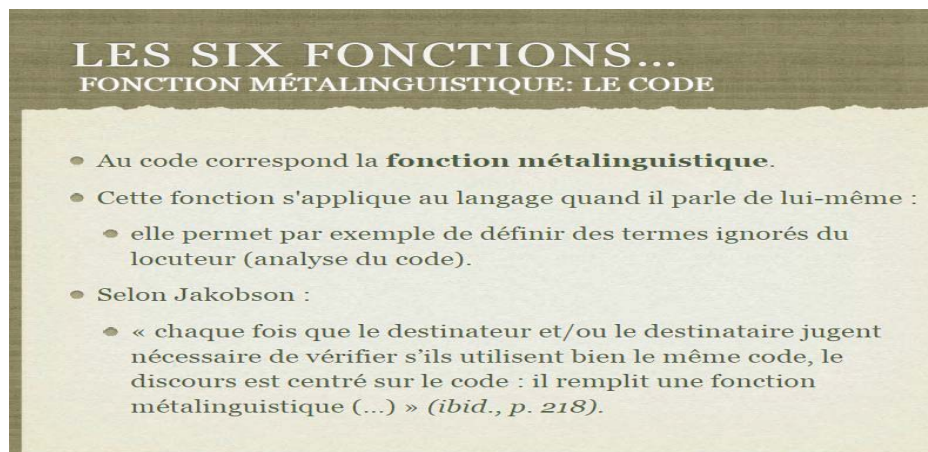 LES SIX FONCTIONS...
FONCTION MÉTALINGUISTIQUE: LE CODE
Au code correspond la fonction métalinguistique.
Cette fonction s'applique au langage quand il parle de lui-même :
elle permet par exemple de définir des termes ignorés du
locuteur (analyse du code).
Selon Jakobson :
« chaque fois que le destinateur et/ou le destinataire jugent
nécessaire de vérifier s’ils utilisent bien le même code, le
discours est centré sur le code : il remplit une fonction
métalinguistique (...) » (ibid., p. 218).